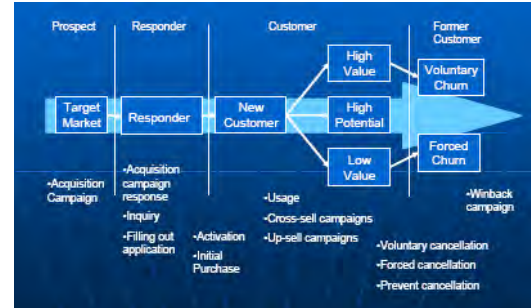 Prospect
Responder
Customer
Former
Customer
High
Value
Voluntary
Churn
Target
Market
Responder
New
Customer
High
Potential
Low
Value
Forced
Churn
•Acquisition
Campaign
•Acquisition
campaign
response
•Inquiry
•Filling out
application
•Activation
•Initial
Purchase
•Usage
•Cross-sell campaigns
•Up-sell campaigns
•Voluntary cancellation
•Forced cancellation
•Prevent cancellation
•Winback
campaign